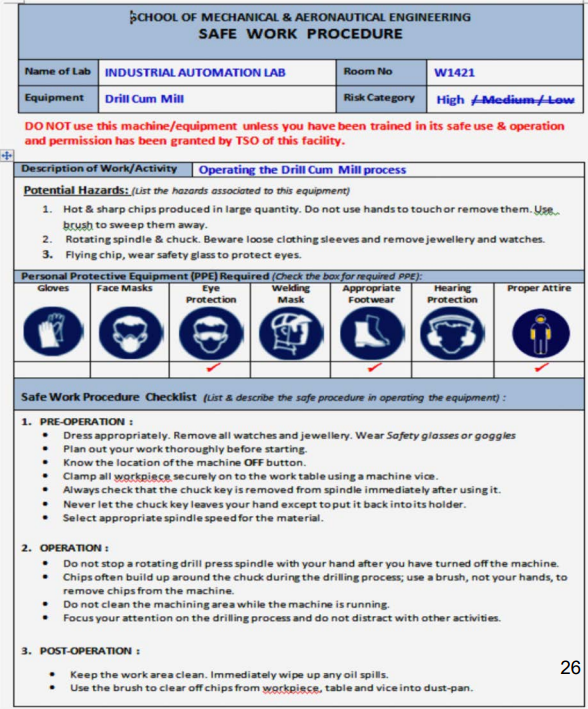 SCHOOL OF MECHANICAL & AERONAUTICAL ENGINEERING
SAFE WORK PROCEDURE
Name of Lab INDUSTRIAL AUTOMATION LAB Room No W1421
Equipment Drill Cum Mill Risk Category High / Medium / Low
DO NOT use this machine/equipment unless you have been trained in its safe use & operation
and permission has been granted by TSO of this facility.
Description of Work/Activity Operating the Drill Cum Mill process
Potential Hazards: (List the hazards associated to this equipment)
1. Hot & sharp chips produced in large quantity. Do not use hands to touch or remove them. Use
brush to sweep them away.
2. Rotating spindle & chuck. Beware loose clothing sleeves and remove jewellery and watches.
3. Flying chip, wear safety glass to protect eyes.
Personal Protective Equipment (PPE) Required (Check the box for required PPE):
Gloves Face Masks Eye Protection Welding Mask Appropriate Footwear Hearing Protection Proper Attire
Safe Work Procedure Checklist (List & describe the safe procedure in operating the equipment) :
1. PRE-OPERATION :
• Dress appropriately. Remove all watches and jewellery. Wear Safety glasses or goggles
• Plan out your work thoroughly before starting.
• Know the location of the machine OFF button.
• Clamp all workpiece securely on to the work table using a machine vice.
• Always check that the chuck key is removed from spindle immediately after using it.
• Never let the chuck key leaves your hand except to put it back into its holder.
• Select appropriate spindle speed for the material.
2. OPERATION :
• Do not stop a rotating drill press spindle with your hand after you have turned off the machine.
• Chips often build up around the chuck during the drilling process; use a brush, not your hands, to
remove chips from the machine.
• Do not clean the machining area while the machine is running.
• Focus your attention on the drilling process and do not distract with other activities.
3. POST-OPERATION :
• Keep the work area clean. Immediately wipe up any oil spills.
• Use the brush to clear off chips from workpiece, table and vice into dust-pan.
26